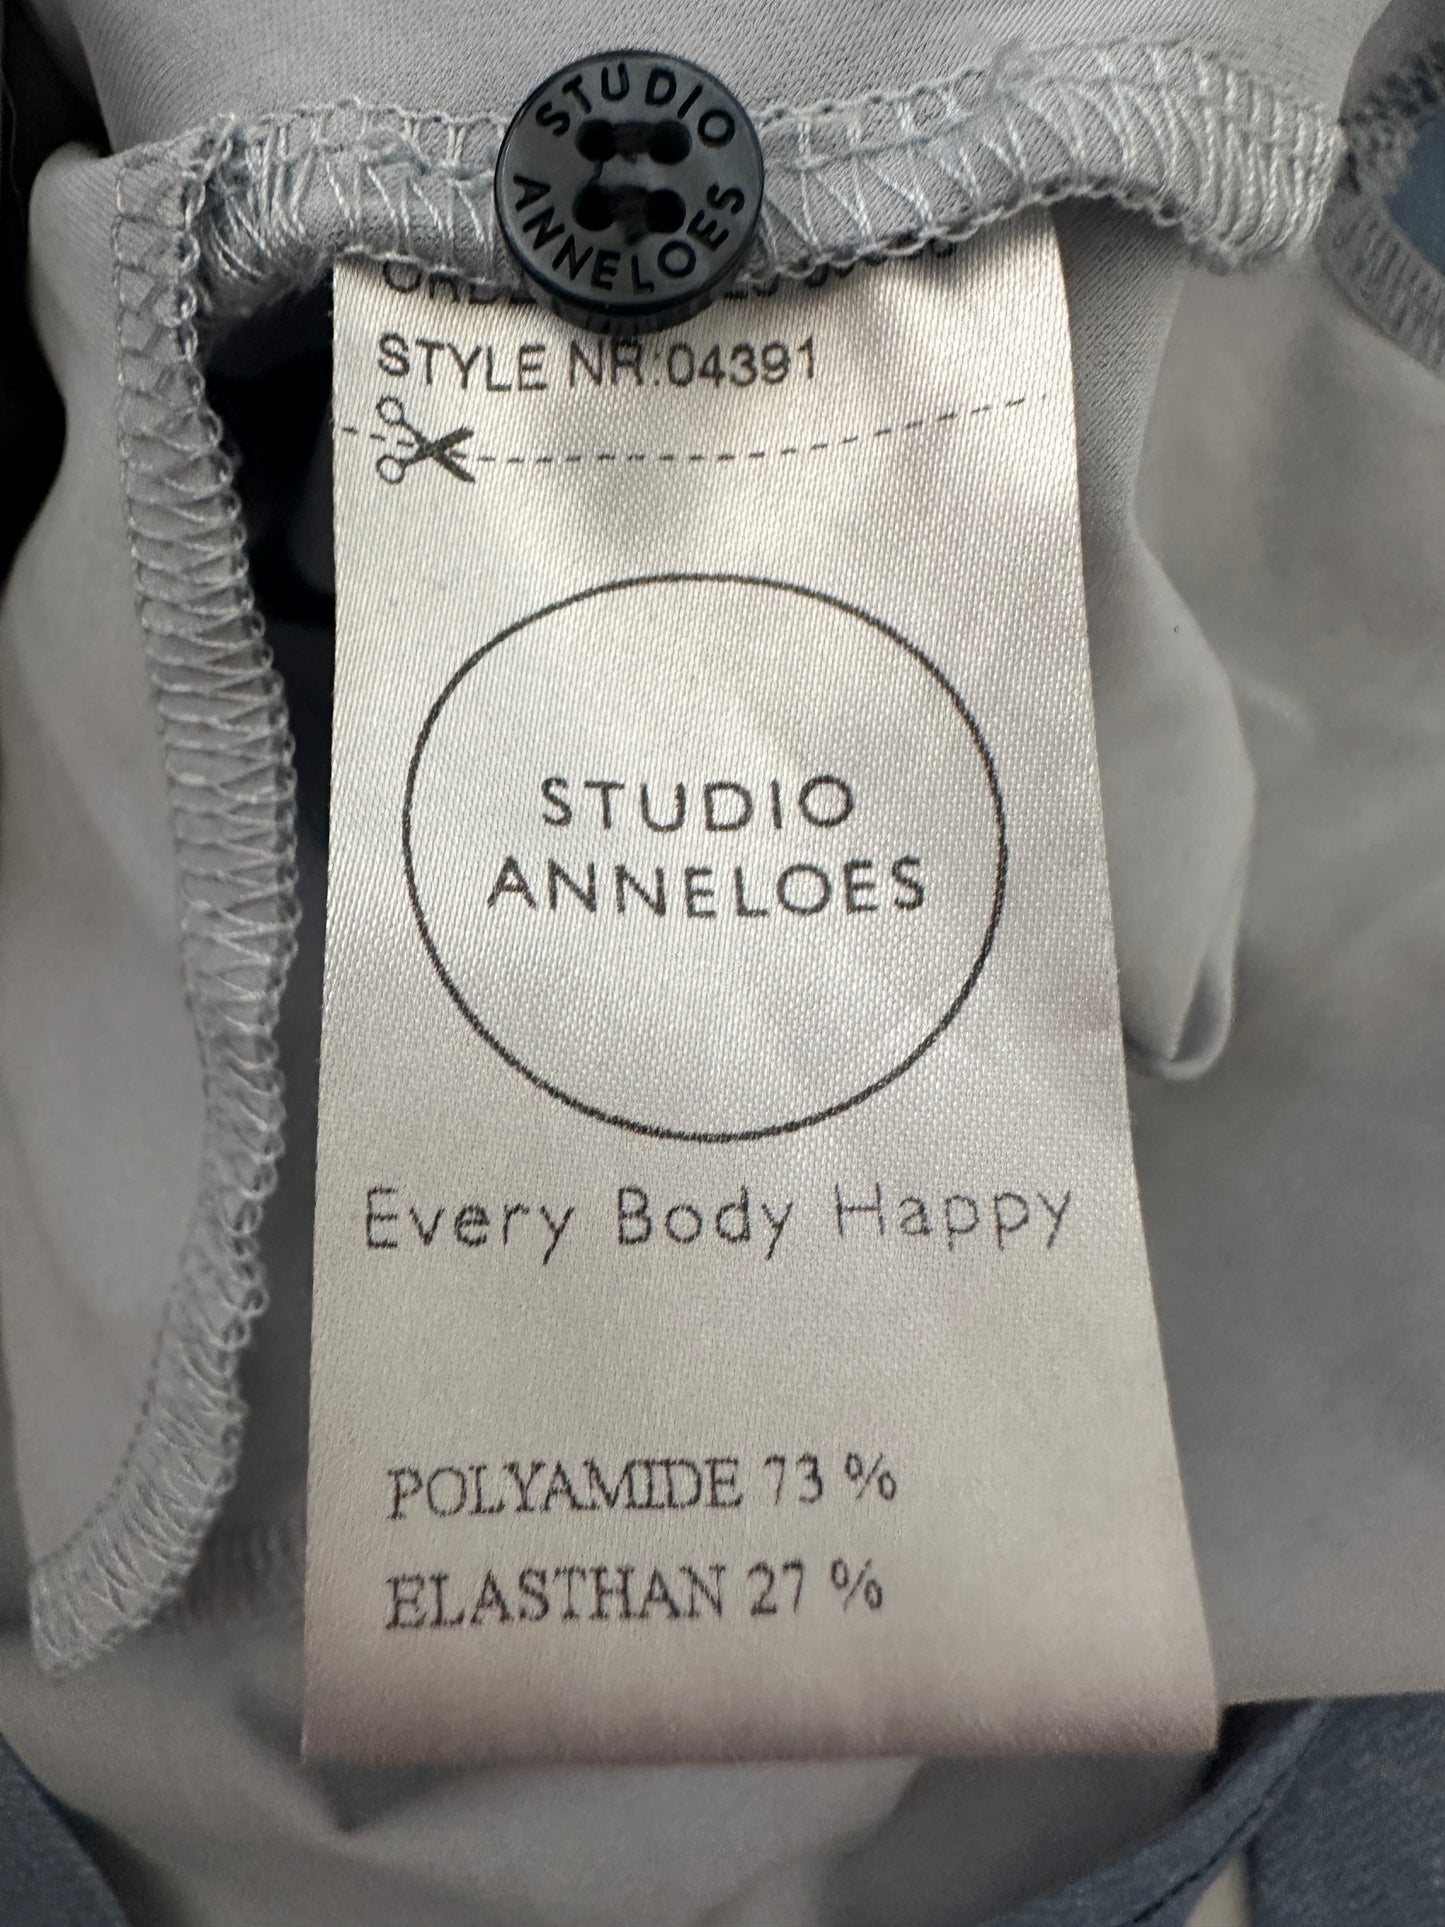 STUDIO
ANNELOES
STYLE NR:04391
STUDIO
ANNELOES
Every Body Happy
POLYAMIDE 73 %
ELASTHAN 27 %